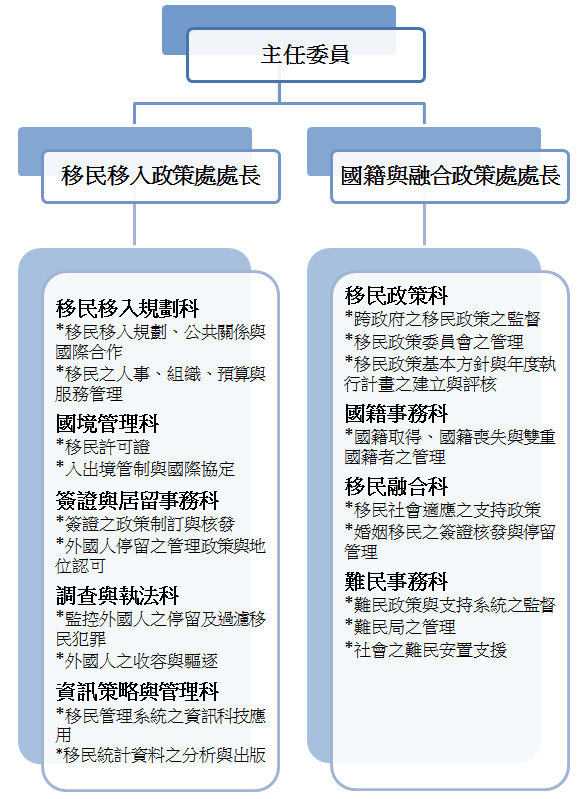 主任委員
移民移入政策處處長
國籍與融合政策處處長
移民移入規劃科
*移民移入規劃、公共關係與
國際合作
*移民之人事、組織、預算與
服務管理
國境管理科
*移民許可證
*入出境管制與國際協定
簽證與居留事務科
*簽證之政策制訂與核發
*外國人停留之管理政策與地
位認可
調查與執法科
*監控外國人之停留及過濾移
民犯罪
*外國人之收容與驅逐
資訊策略與管理科
*移民管理系統之資訊科技應
用
*移民統計資料之分析與出版
移民政策科
*跨政府之移民政策之監督
*移民政策委員會之管理
*移民政策基本方針與年度執
行計畫之建立與評核
國籍事務科
*國籍取得、國籍喪失與雙重
國籍者之管理
移民融合科
*移民社會適應之支持政策
*婚姻移民之簽證核發與停留
管理
難民事務科
*難民政策與支持系統之監督
*難民局之管理
*社會之難民安置支援